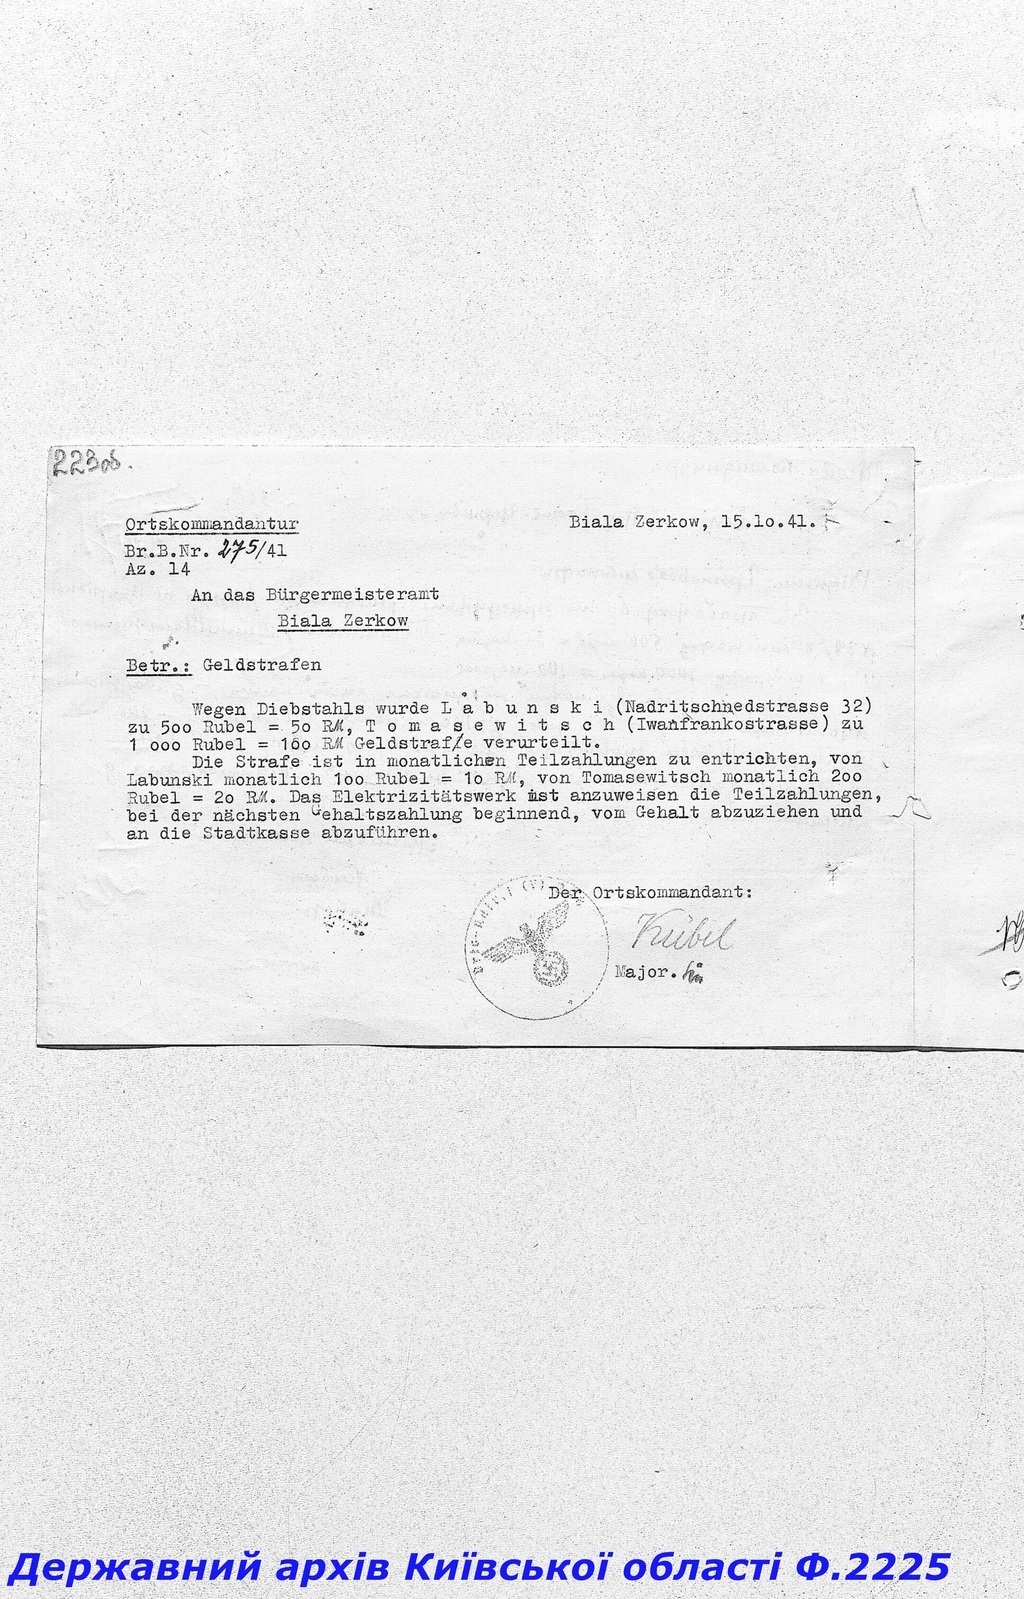 223об.
Ortskommandantur
Biala Zerkow, 15.1o.41.
Br.B.Nr. 275/41
Az. 14
An das Bürgermeisteramt
Biala Zerkow
Betr.: Geldstrafen
Wegen Diebstahls wurde L a b u n s k i (Nadritschnedstrasse 32)
zu 5oo Rubel = 5o RM, T o m a s e w i t s c h (Iwanfrankostrasse) zu
1 ooo Rubel = 1oo RM Geldstrafe verurteilt.
Die Strafe ist in monatlichen Teilzahlungen zu entrichten, von
Labunski monatlich 1oo Rubel = 1o RM, von Tomasewitsch monatlich 2oo
Rubel = 2o RM. Das Elektrizitätswerk ist anzuweisen die Teilzahlungen,
bei der nächsten Gehaltszahlung beginnend, vom Gehalt abzuziehen und
an die Stadtkasse abzuführen.
Der Ortskommandant:
Kübel
Major.
Державний архів Київської області Ф.2225